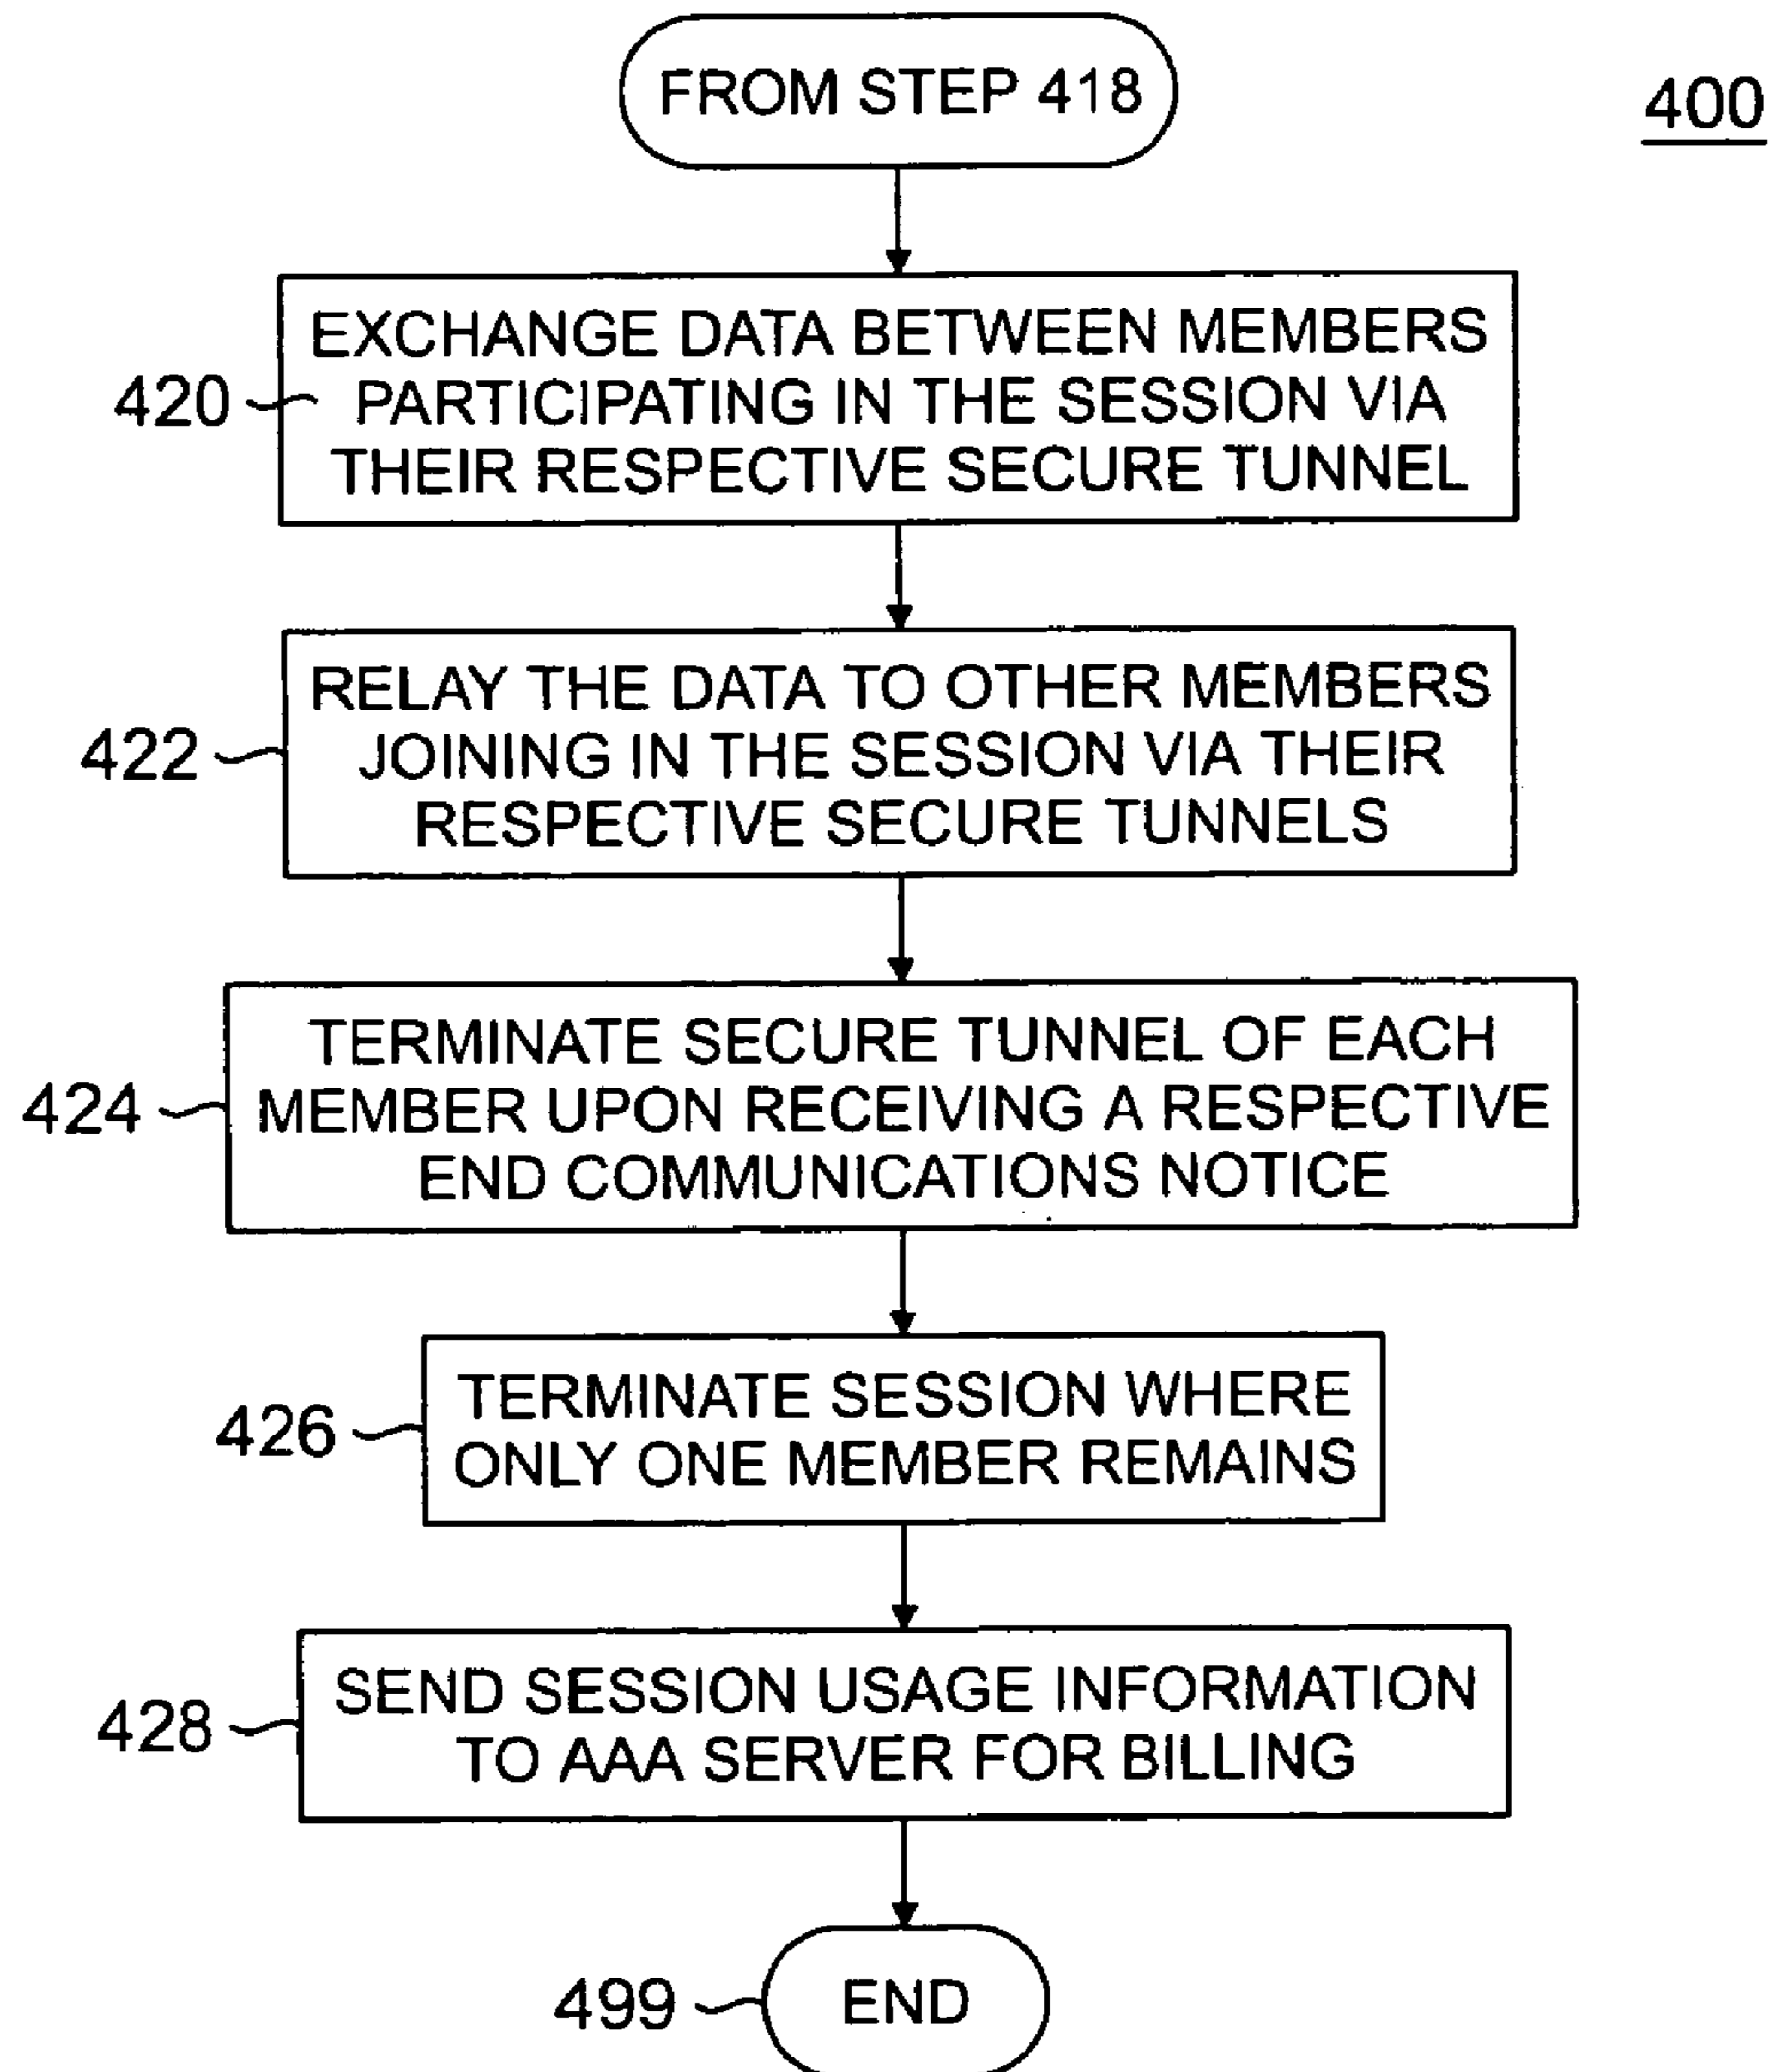 FROM STEP 418
400
EXCHANGE DATA BETWEEN MEMBERS
PARTICIPATING IN THE SESSION VIA
THEIR RESPECTIVE SECURE TUNNEL
420
RELAY THE DATA TO OTHER MEMBERS
JOINING IN THE SESSION VIA THEIR
RESPECTIVE SECURE TUNNELS
422
TERMINATE SECURE TUNNEL OF EACH
MEMBER UPON RECEIVING A RESPECTIVE
END COMMUNICATIONS NOTICE
424
TERMINATE SESSION WHERE
ONLY ONE MEMBER REMAINS
426
SEND SESSION USAGE INFORMATION
TO AAA SERVER FOR BILLING
428
END
499